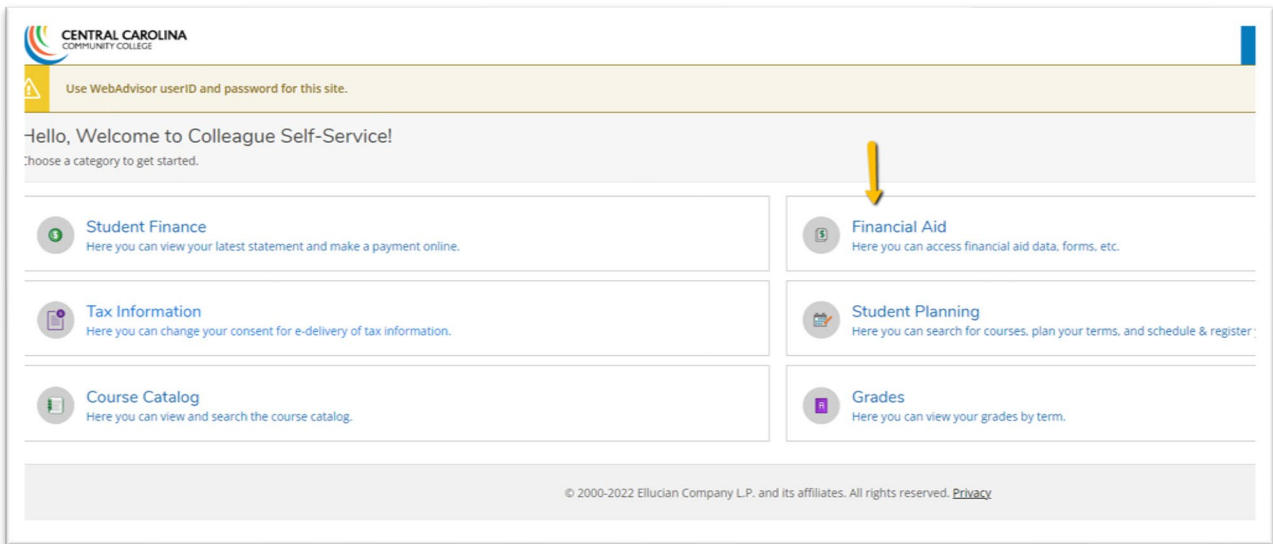 CENTRAL CAROLINA
COMMUNITY COLLEGE
Use WebAdvisor userID and password for this site.
Hello, Welcome to Colleague Self-Service!
Choose a category to get started.
Student Finance
Here you can view your latest statement and make a payment online.
Financial Aid
Here you can access financial aid data, forms, etc.
Tax Information
Here you can change your consent for e-delivery of tax information.
Student Planning
Here you can search for courses, plan your terms, and schedule & register
Course Catalog
Here you can view and search the course catalog.
Grades
Here you can view your grades by term.
© 2000-2022 Ellucian Company L.P. and its affiliates. All rights reserved. Privacy